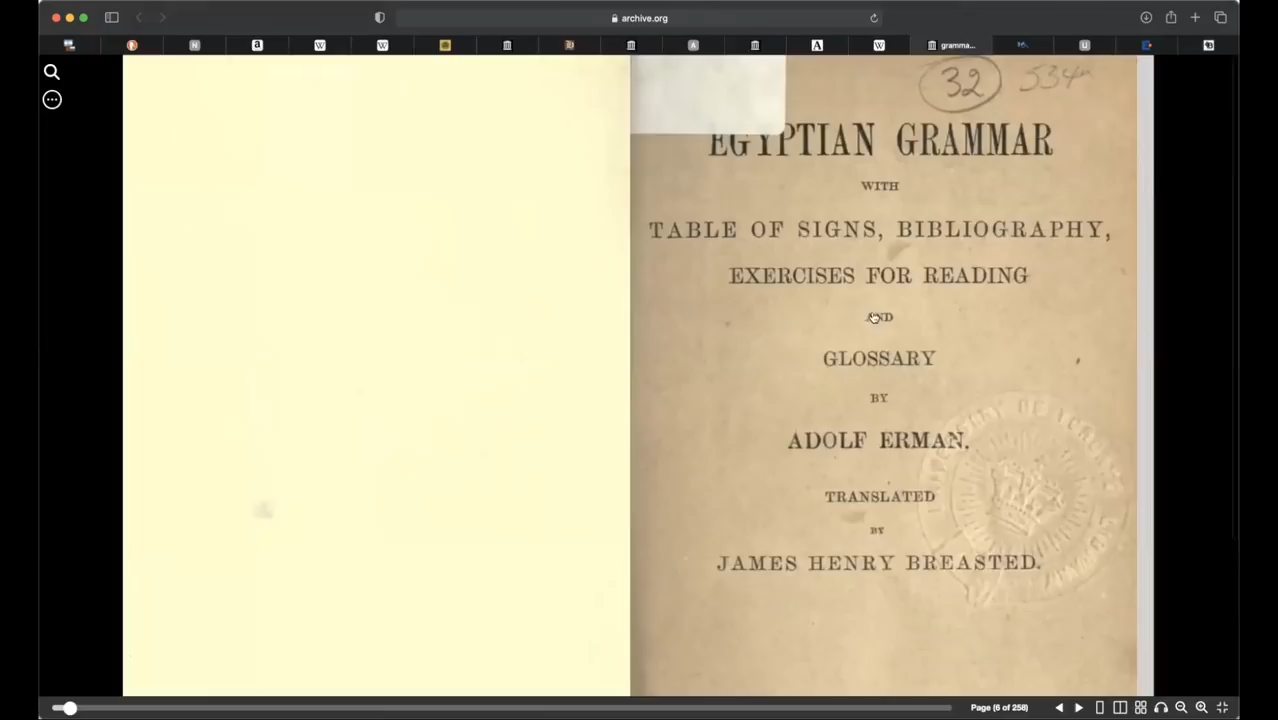 archive.org
N
a
W
W
A
A
W
gramma...
U
32 534
EGYPTIAN GRAMMAR
WITH
TABLE OF SIGNS, BIBLIOGRAPHY,
EXERCISES FOR READING
AND
GLOSSARY
BY
ADOLF ERMAN.
TRANSLATED
BY
JAMES HENRY BREASTED.
Page (6 of 258)